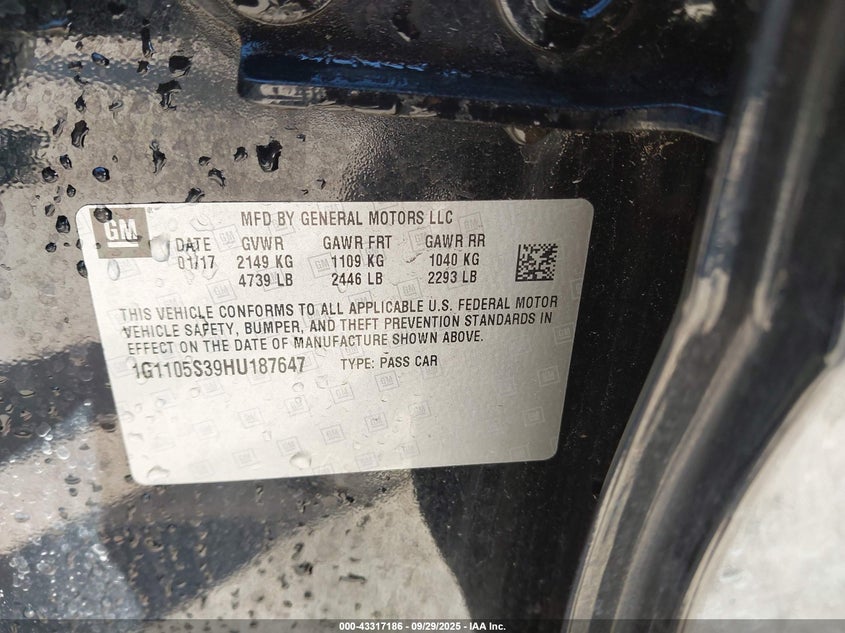 GM
MFD BY GENERAL MOTORS LLC
DATE GVWR GAWR FRT GAWR RR
01/17 2149 KG 1109 KG 1040 KG
4739 LB 2446 LB 2293 LB
THIS VEHICLE CONFORMS TO ALL APPLICABLE U.S. FEDERAL MOTOR
VEHICLE SAFETY, BUMPER, AND THEFT PREVENTION STANDARDS IN
EFFECT ON THE DATE OF MANUFACTURE SHOWN ABOVE.
1G1105S39HU187647 TYPE: PASS CAR
000-43317186 - 09/29/2025 - IAA Inc.